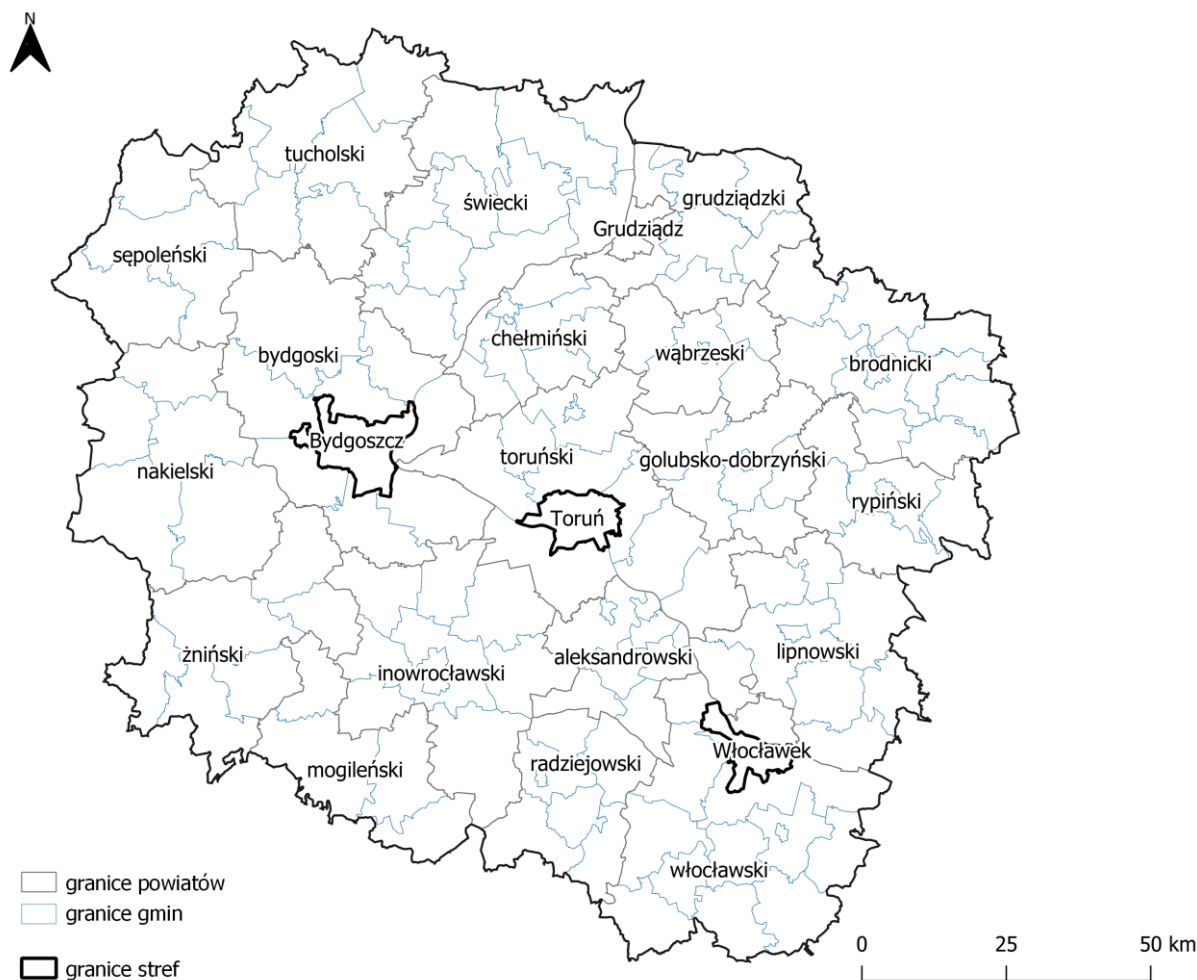 N
tucholski
grudziądzki
świecki
Grudziądz
sępoleński
chełmiński
wąbrzeski
bydgoski
brodnicki
Bydgoszcz
toruński
golubsko-dobrzyński
nakielski
rypiński
Toruń
żniński
inowrocławski
aleksandrowski
lipnowski
Włocławek
mogileński
radziejowski
włocławski
granice powiatów
granice gmin
granice stref
0 25 50 km